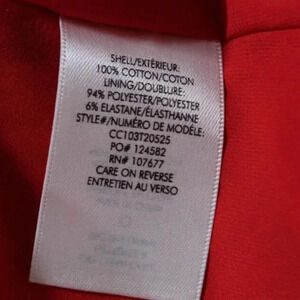 SHELL/EXTÉRIEUR:
100% COTTON/COTON
LINING/DOUBLURE:
94% POLYESTER/POLYESTER
6% ELASTANE/ÉLASTHANNE
STYLE#/NUMÉRO DE MODÈLE:
CC103T20525
PO# 124582
RN# 107677
CARE ON REVERSE
ENTRETIEN AU VERSO